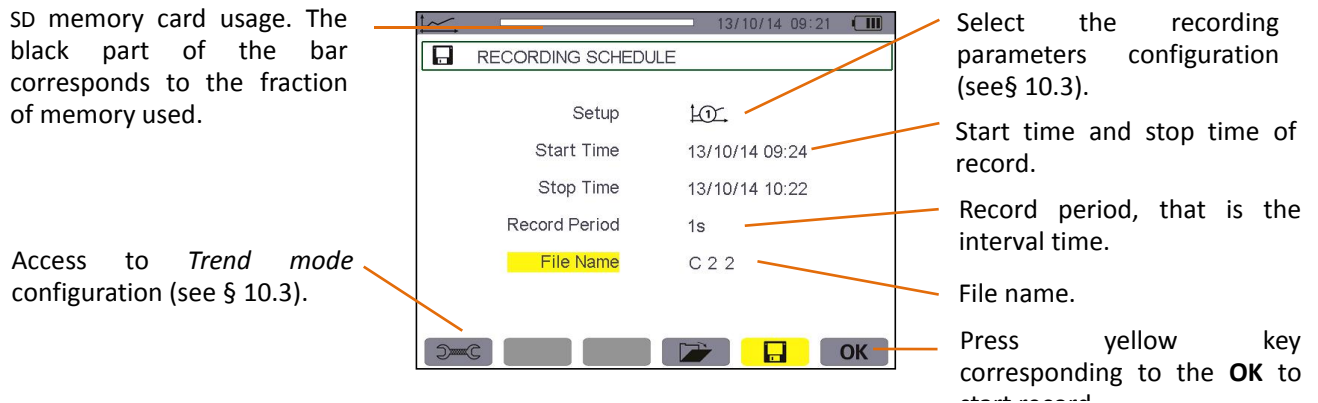 SD memory card usage. The
black part of the bar
corresponds to the fraction
of memory used.
Access to Trend mode
configuration (see § 10.3).
13/10/14 09:21
RECORDING SCHEDULE
Setup 1
Start Time 13/10/14 09:24
Stop Time 13/10/14 10:22
Record Period 1s
File Name C 2 2
OK
Select the recording
parameters configuration
(see§ 10.3).
Start time and stop time of
record.
Record period, that is the
interval time.
File name.
Press yellow key
corresponding to the OK to
start record